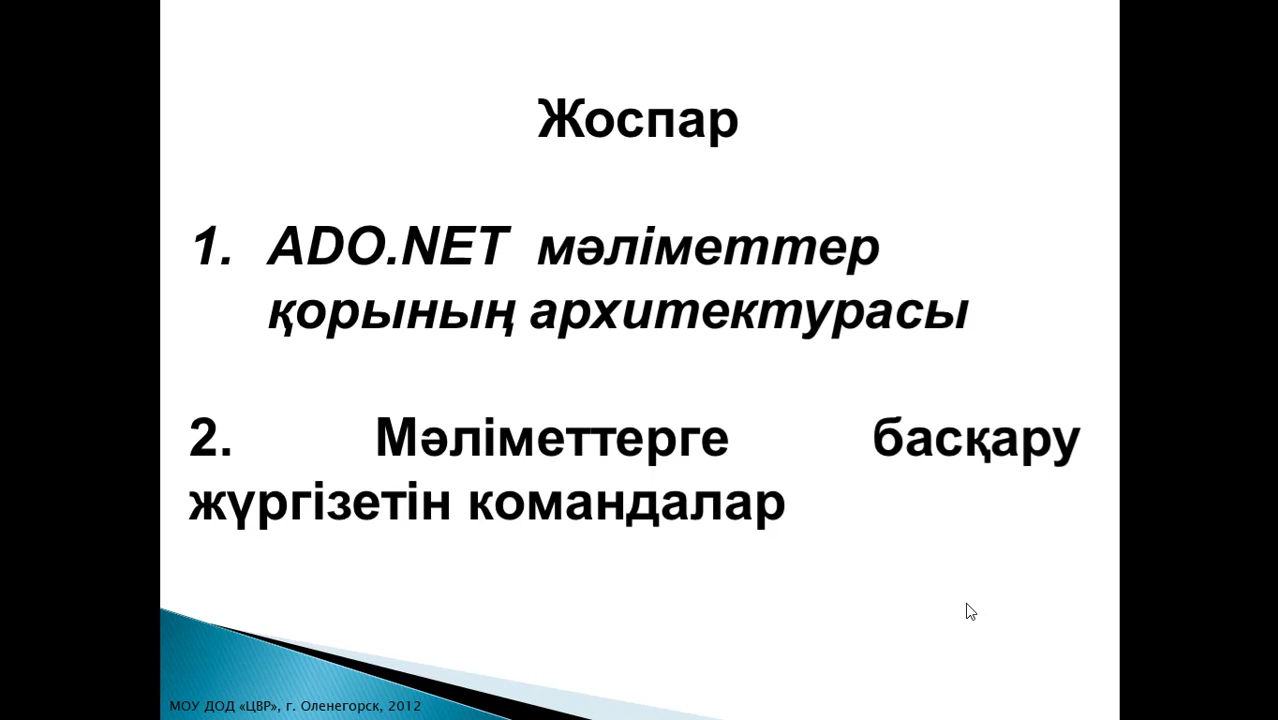 Жоспар
1. ADO.NET мәліметтер
қорының архитектурасы
2. Мәліметтерге басқару
жүргізетін командалар
МОУ ДОД «ЦВР», г. Оленегорск, 2012